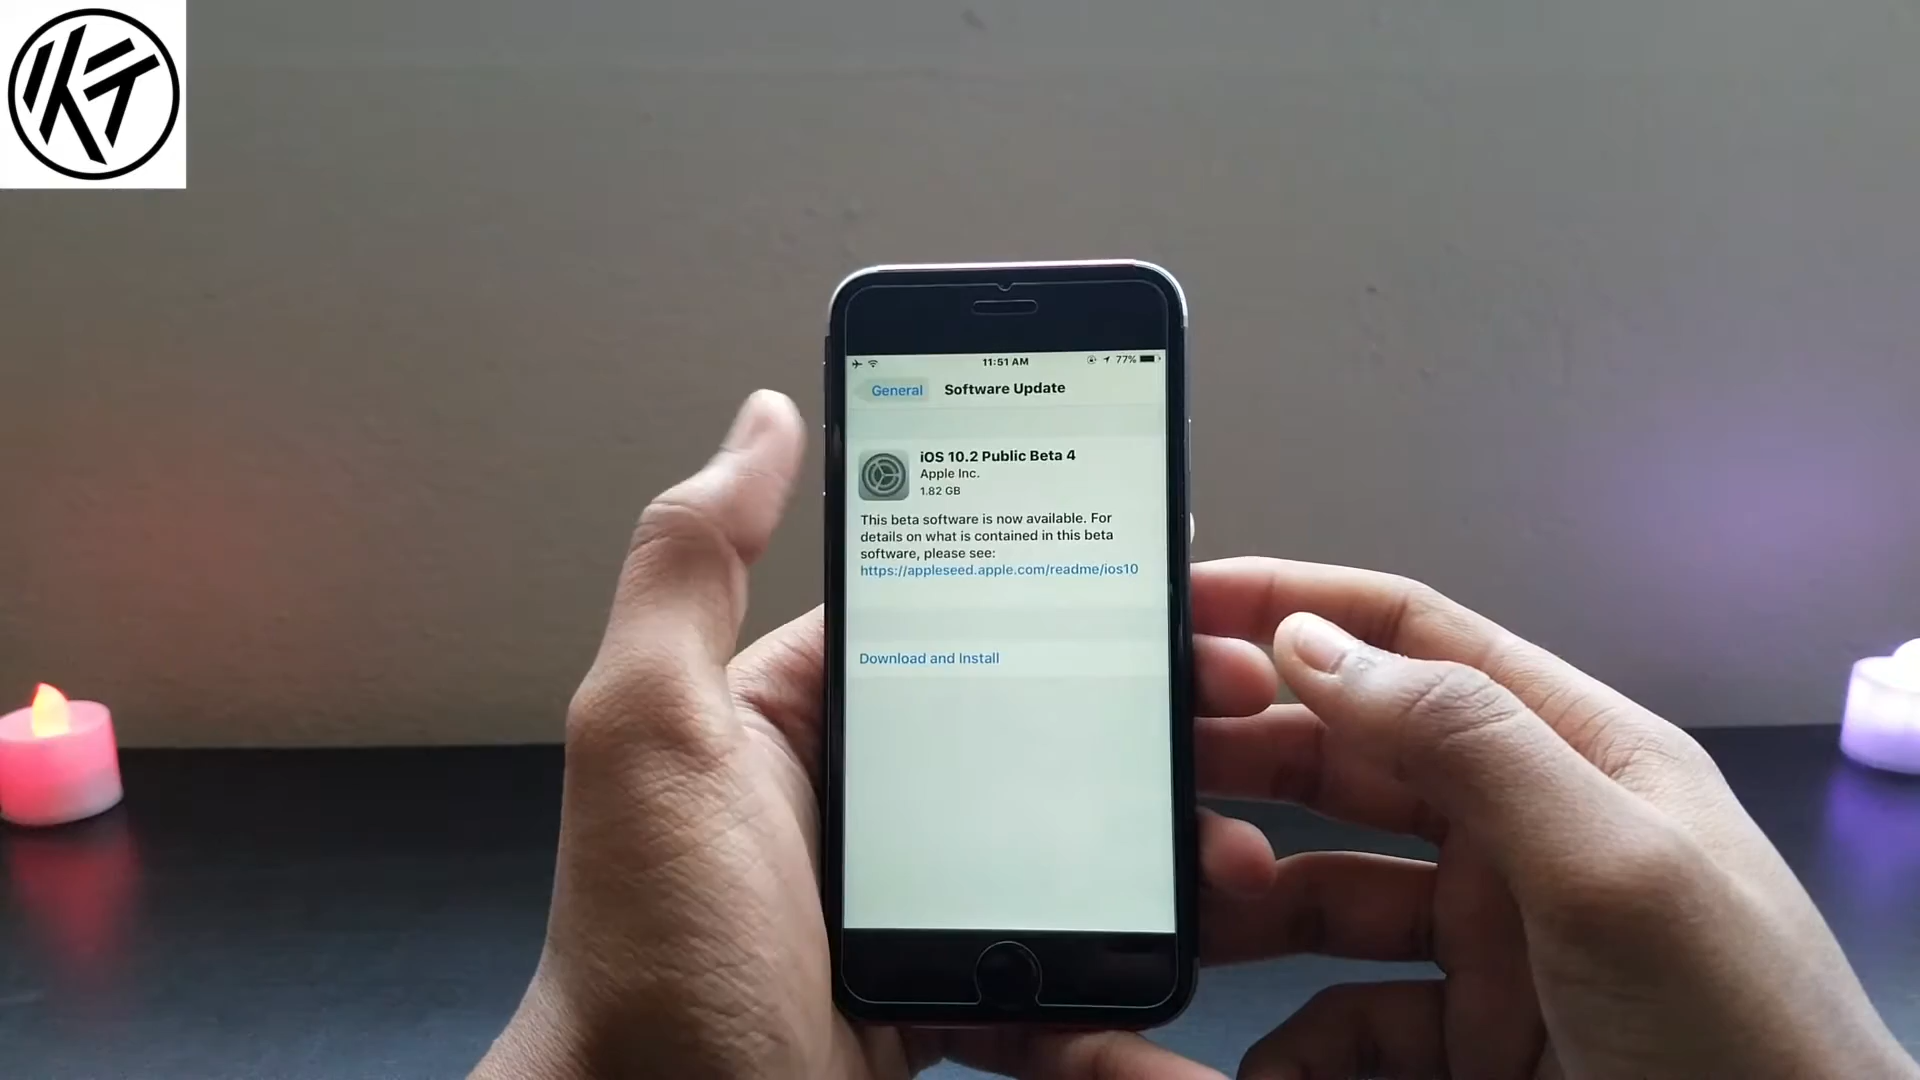 KT
11:51 AM
77%
General
Software Update
iOS 10.2 Public Beta 4
Apple Inc.
1.82 GB
This beta software is now available. For
details on what is contained in this beta
software, please see:
https://appleseed.apple.com/readme/ios10
Download and Install